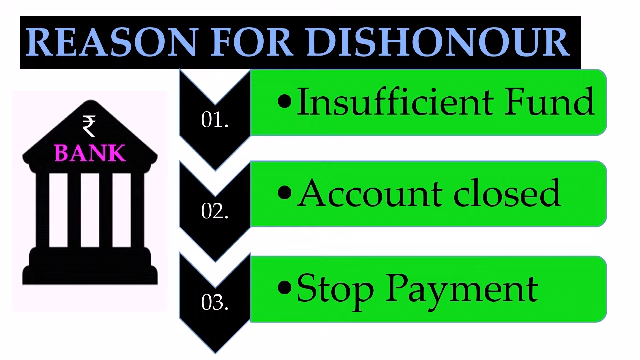 REASON FOR DISHONOUR
₹
BANK
01.
•Insufficient Fund
02.
•Account closed
03.
•Stop Payment